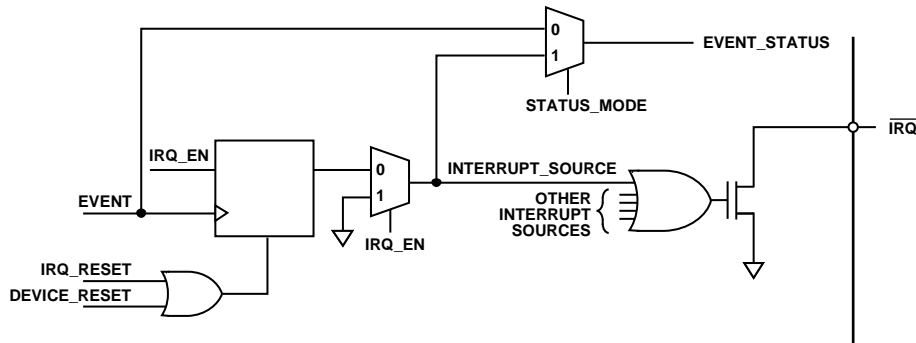 0
1
EVENT_STATUS
STATUS_MODE
IRQ
IRQ_EN
0
1
INTERRUPT_SOURCE
EVENT
OTHER
INTERRUPT
SOURCES
IRQ_EN
IRQ_RESET
DEVICE_RESET